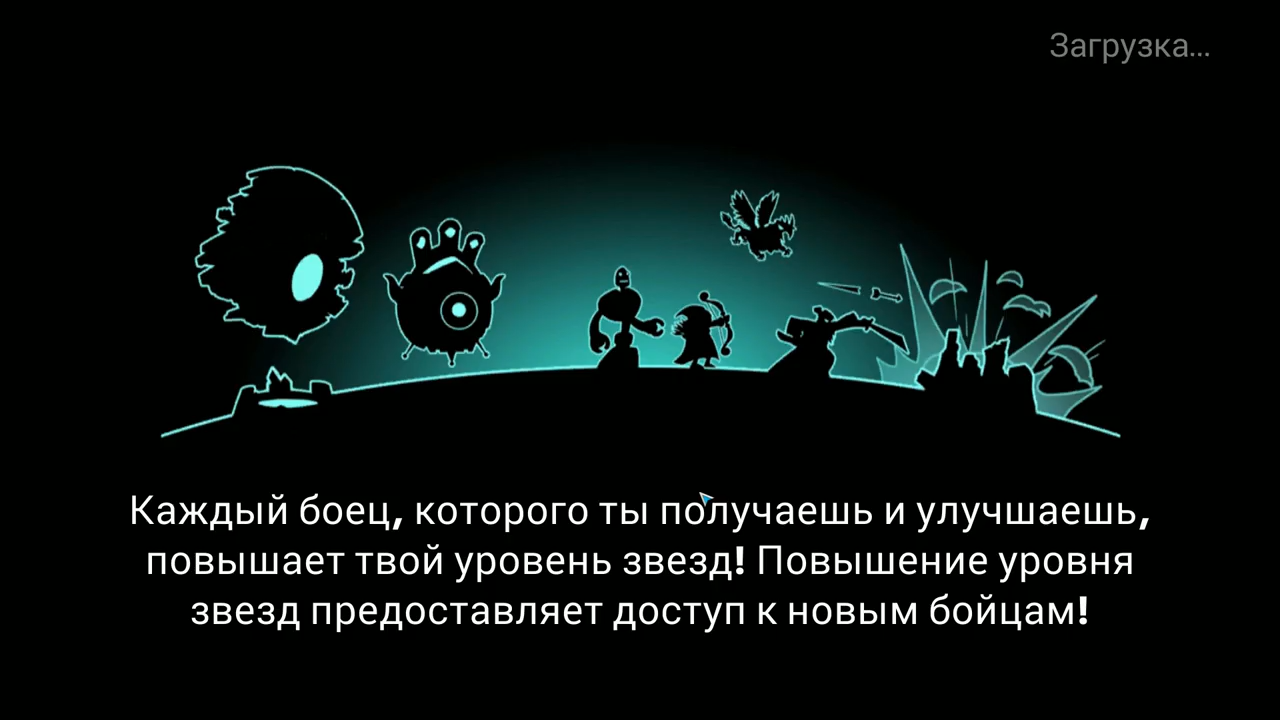 Загрузка...
Каждый боец, которого ты получаешь и улучшаешь,
повышает твой уровень звезд! Повышение уровня
звезд предоставляет доступ к новым бойцам!